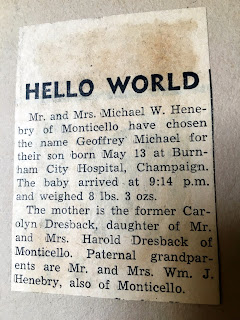 HELLO WORLD
Mr. and Mrs. Michael W. Hene-
bry of Monticello have chosen
the name Geoffrey Michael for
their son born May 13 at Burn-
ham City Hospital, Champaign.
The baby arrived at 9:14 p.m.
and weighed 8 lbs. 3 ozs.
The mother is the former Car-
olyn Dresback, daughter of Mr.
and Mrs. Harold Dresback of
Monticello. Paternal grandpar-
ents are Mr. and Mrs. Wm. J.
Henebry, also of Monticello.